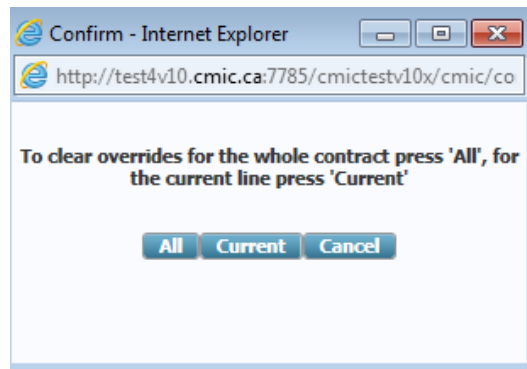 Confirm - Internet Explorer
http://test4v10.cmic.ca:7785/cmictestv10x/cmic/co
To clear overrides for the whole contract press 'All', for
the current line press 'Current'
All Current Cancel